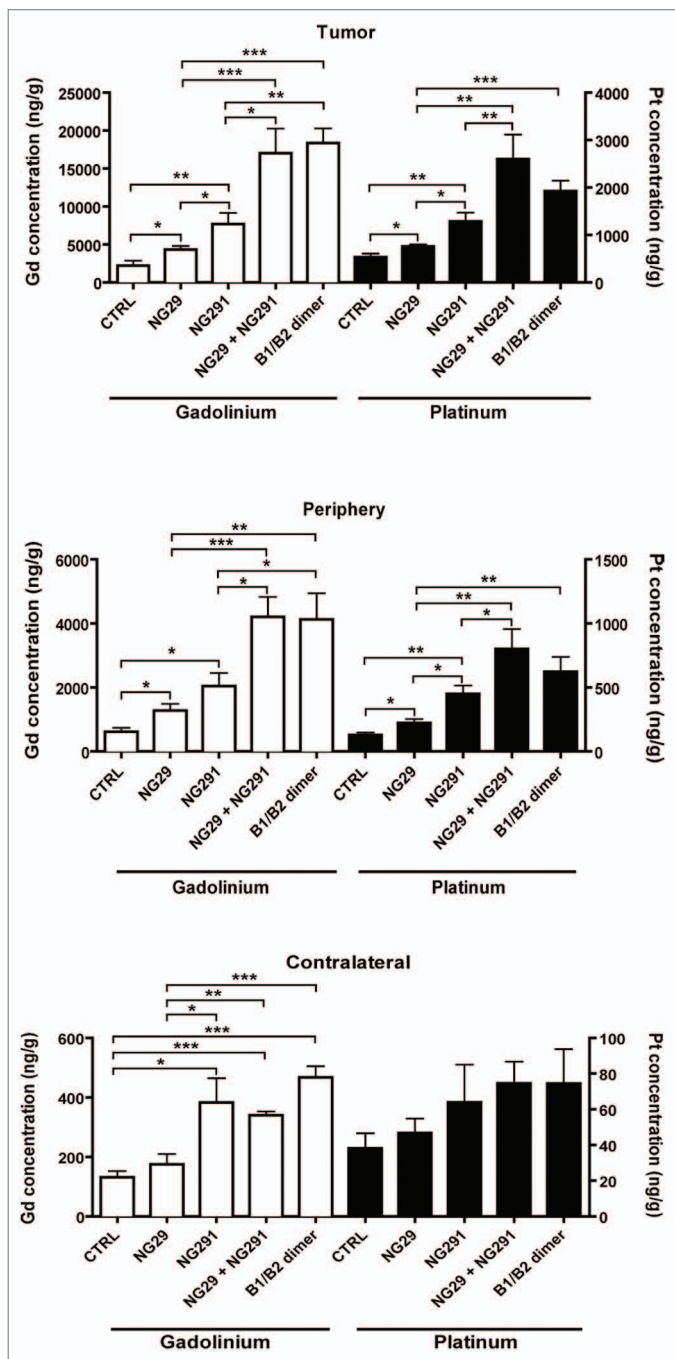 Tumor
***
***
***
**
**
*
**
**
**
*
*
*
*
25000
20000
15000
10000
5000
0
Gd concentration (ng/g)
4000
3000
2000
1000
0
Pt concentration (ng/g)
CTRL
NG29
NG291
NG29 + NG291
B1/B2 dimer
CTRL
NG29
NG291
NG29 + NG291
B1/B2 dimer
Gadolinium
Platinum
Periphery
**
***
*
*
**
**
*
*
*
**
*
*
6000
4000
2000
0
Gd concentration (ng/g)
1500
1000
500
0
Pt concentration (ng/g)
CTRL
NG29
NG291
NG29 + NG291
B1/B2 dimer
CTRL
NG29
NG291
NG29 + NG291
B1/B2 dimer
Gadolinium
Platinum
Contralateral
***
**
*
***
***
*
600
400
200
0
Gd concentration (ng/g)
100
80
60
40
20
0
Pt concentration (ng/g)
CTRL
NG29
NG291
NG29 + NG291
B1/B2 dimer
CTRL
NG29
NG291
NG29 + NG291
B1/B2 dimer
Gadolinium
Platinum